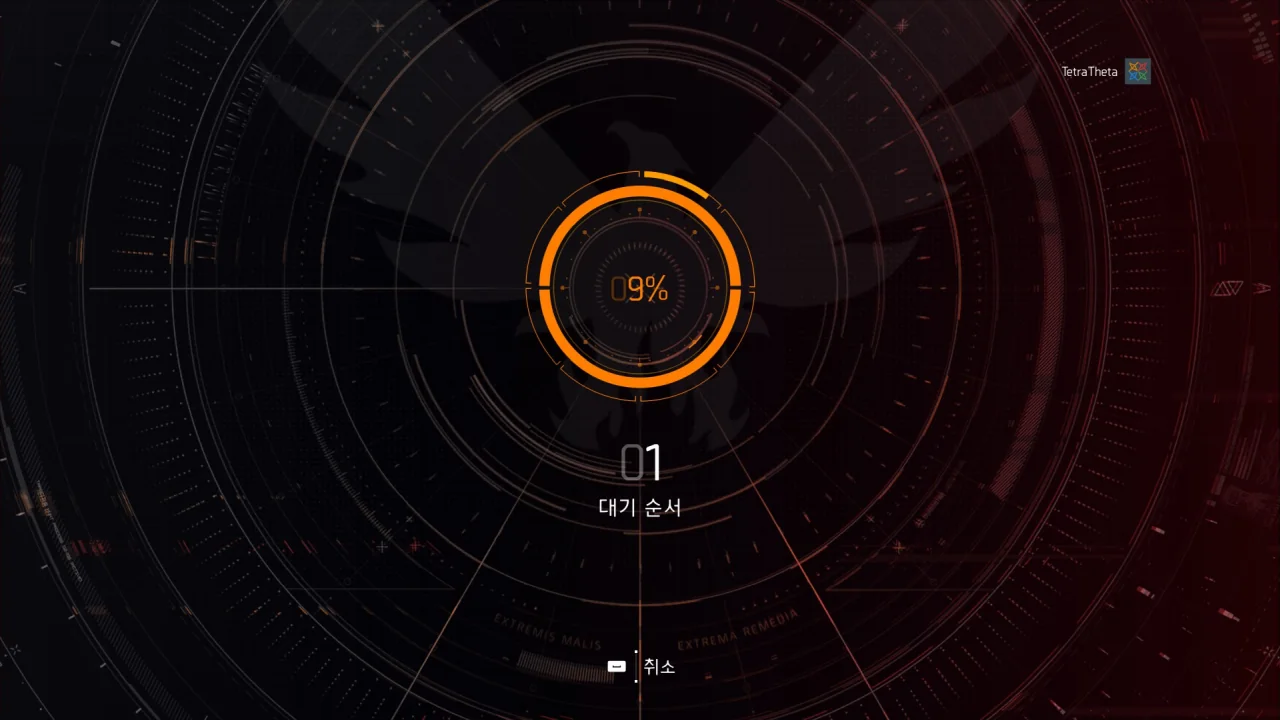 TetraTheta
09%
01
대기 순서
EXTREMIS MALIS
EXTREMA REMEDIA
취소